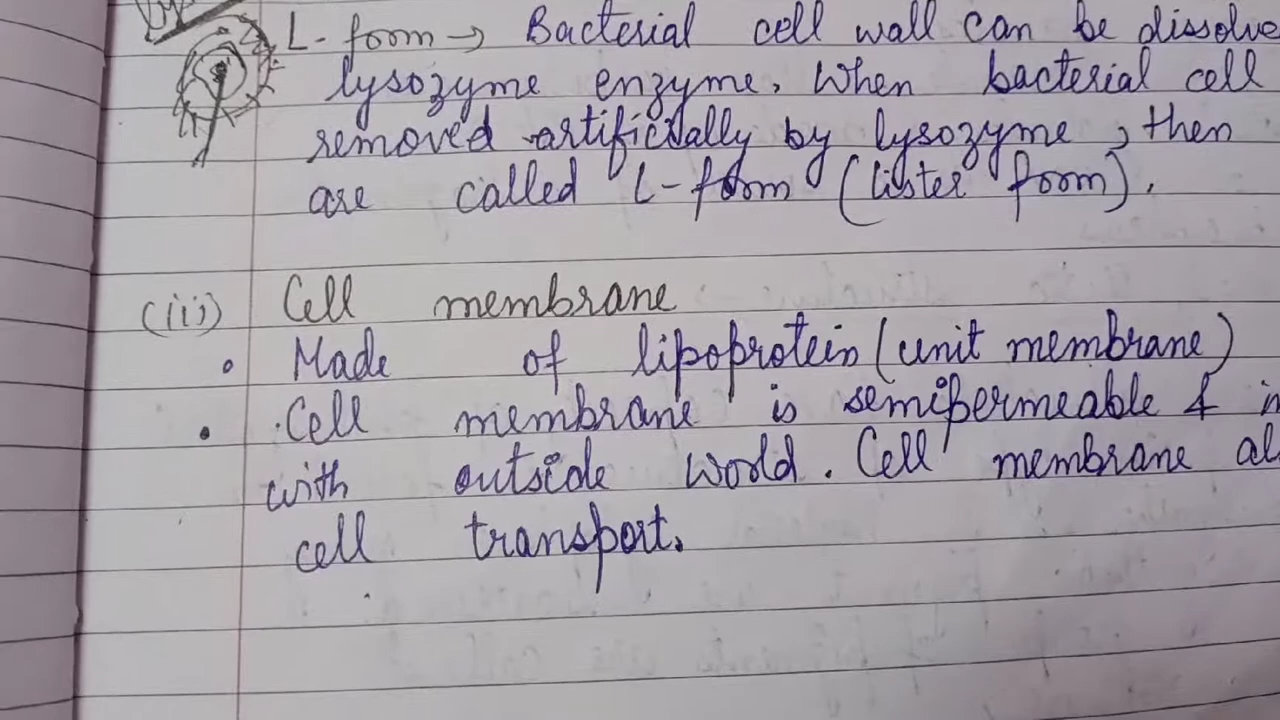 L-form → Bacterial cell wall can be dissolve
lysozyme enzyme. When bacterial cell
removed artificially by lysozyme, then
are called L-form (Lister form).
(iii) Cell membrane
• Made of lipoprotein (unit membrane)
• Cell membrane is semipermeable &
with outside world. Cell membrane al
cell transport.